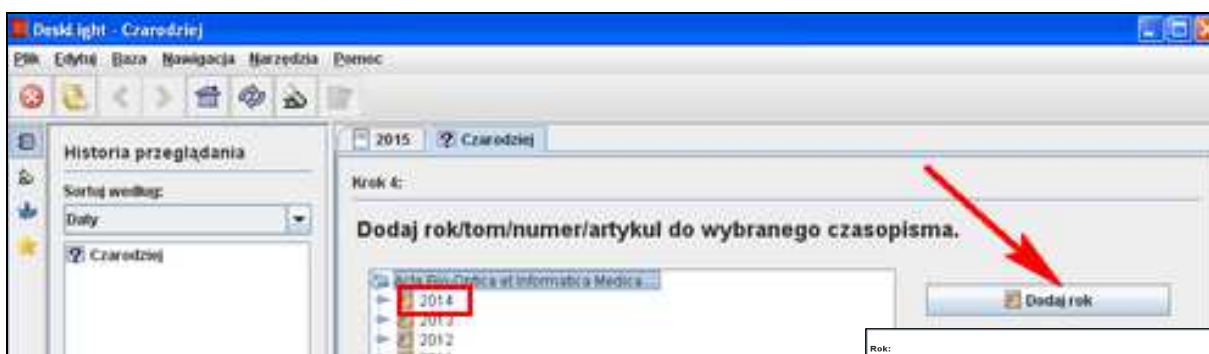 DeskLight - Czarodziej
Plik Edytuj Baza Nawigacja Narzędzia Pomoc
2015 Czarodziej
Historia przeglądania
Krok 4:
Sortuj według:
Daty
Dodaj rok/tom/numer/artykuł do wybranego czasopisma.
Czarodziej
Acta Bio-Optica et Informatica Medica...
2014
Dodaj rok
2013
2012
Rok: